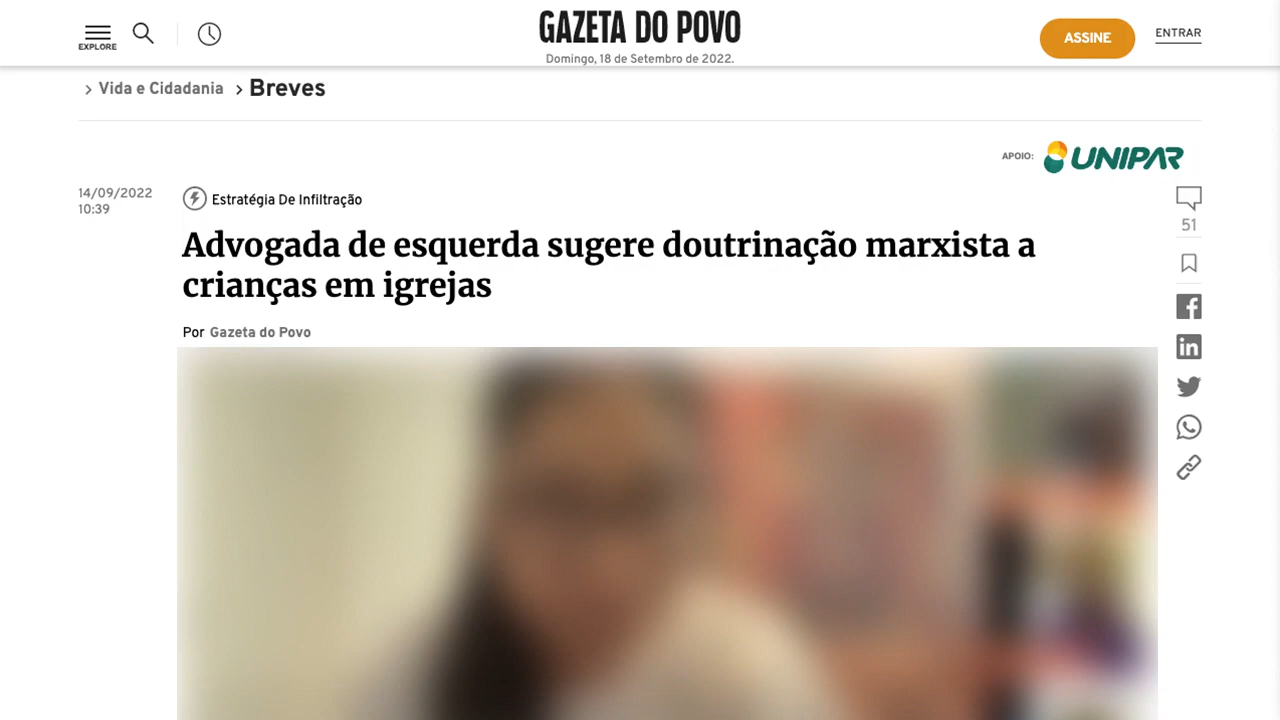 EXPLORE
GAZETA DO POVO
Domingo, 18 de Setembro de 2022.
ASSINE
ENTRAR
Vida e Cidadania
Breves
APOIO:
UNIPAR
14/09/2022
10:39
Estratégia De Infiltração
51
Advogada de esquerda sugere doutrinação marxista a
crianças em igrejas
Por Gazeta do Povo